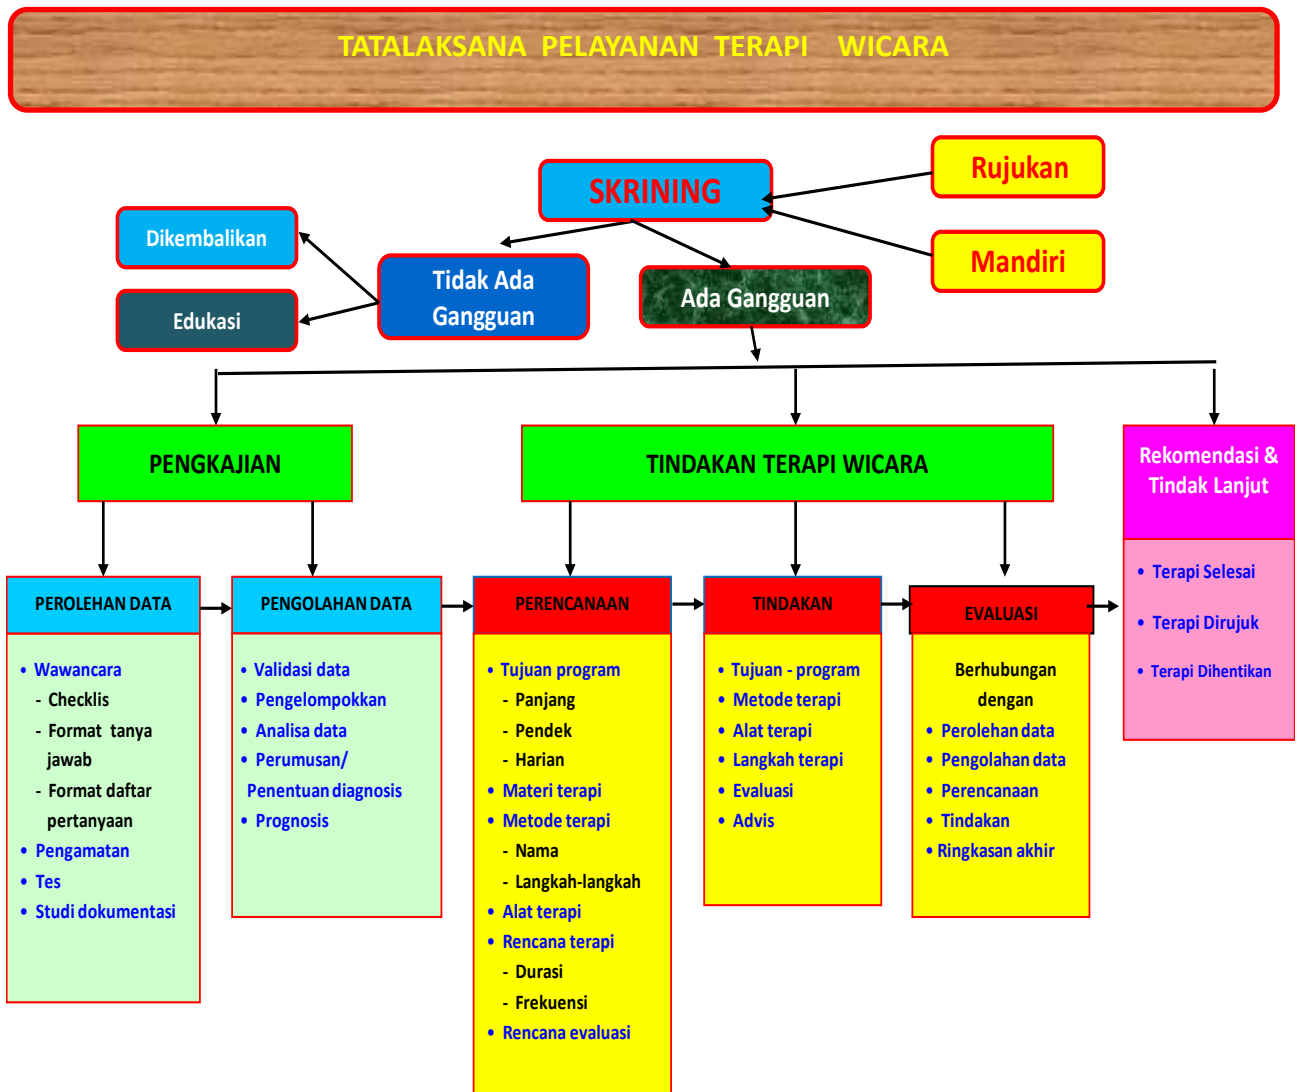 TATALAKSANA PELAYANAN TERAPI WICARA
Rujukan
SKRINING
Mandiri
Dikembalikan
Edukasi
Tidak Ada
Gangguan
Ada Gangguan
PENGKAJIAN
TINDAKAN TERAPI WICARA
Rekomendasi &
Tindak Lanjut
• Terapi Selesai
• Terapi Dirujuk
• Terapi Dihentikan
PEROLEHAN DATA
• Wawancara
- Checklis
- Format tanya
jawab
- Format daftar
pertanyaan
• Pengamatan
• Tes
• Studi dokumentasi
PENGOLAHAN DATA
• Validasi data
• Pengelompokkan
• Analisa data
• Perumusan/
Penentuan diagnosis
• Prognosis
PERENCANAAN
• Tujuan program
- Panjang
- Pendek
- Harian
• Materi terapi
• Metode terapi
- Nama
- Langkah-langkah
• Alat terapi
• Rencana terapi
- Durasi
- Frekuensi
• Rencana evaluasi
TINDAKAN
• Tujuan - program
• Metode terapi
• Alat terapi
• Langkah terapi
• Evaluasi
• Advis
EVALUASI
Berhubungan
dengan
• Perolehan data
• Pengolahan data
• Perencanaan
• Tindakan
• Ringkasan akhir